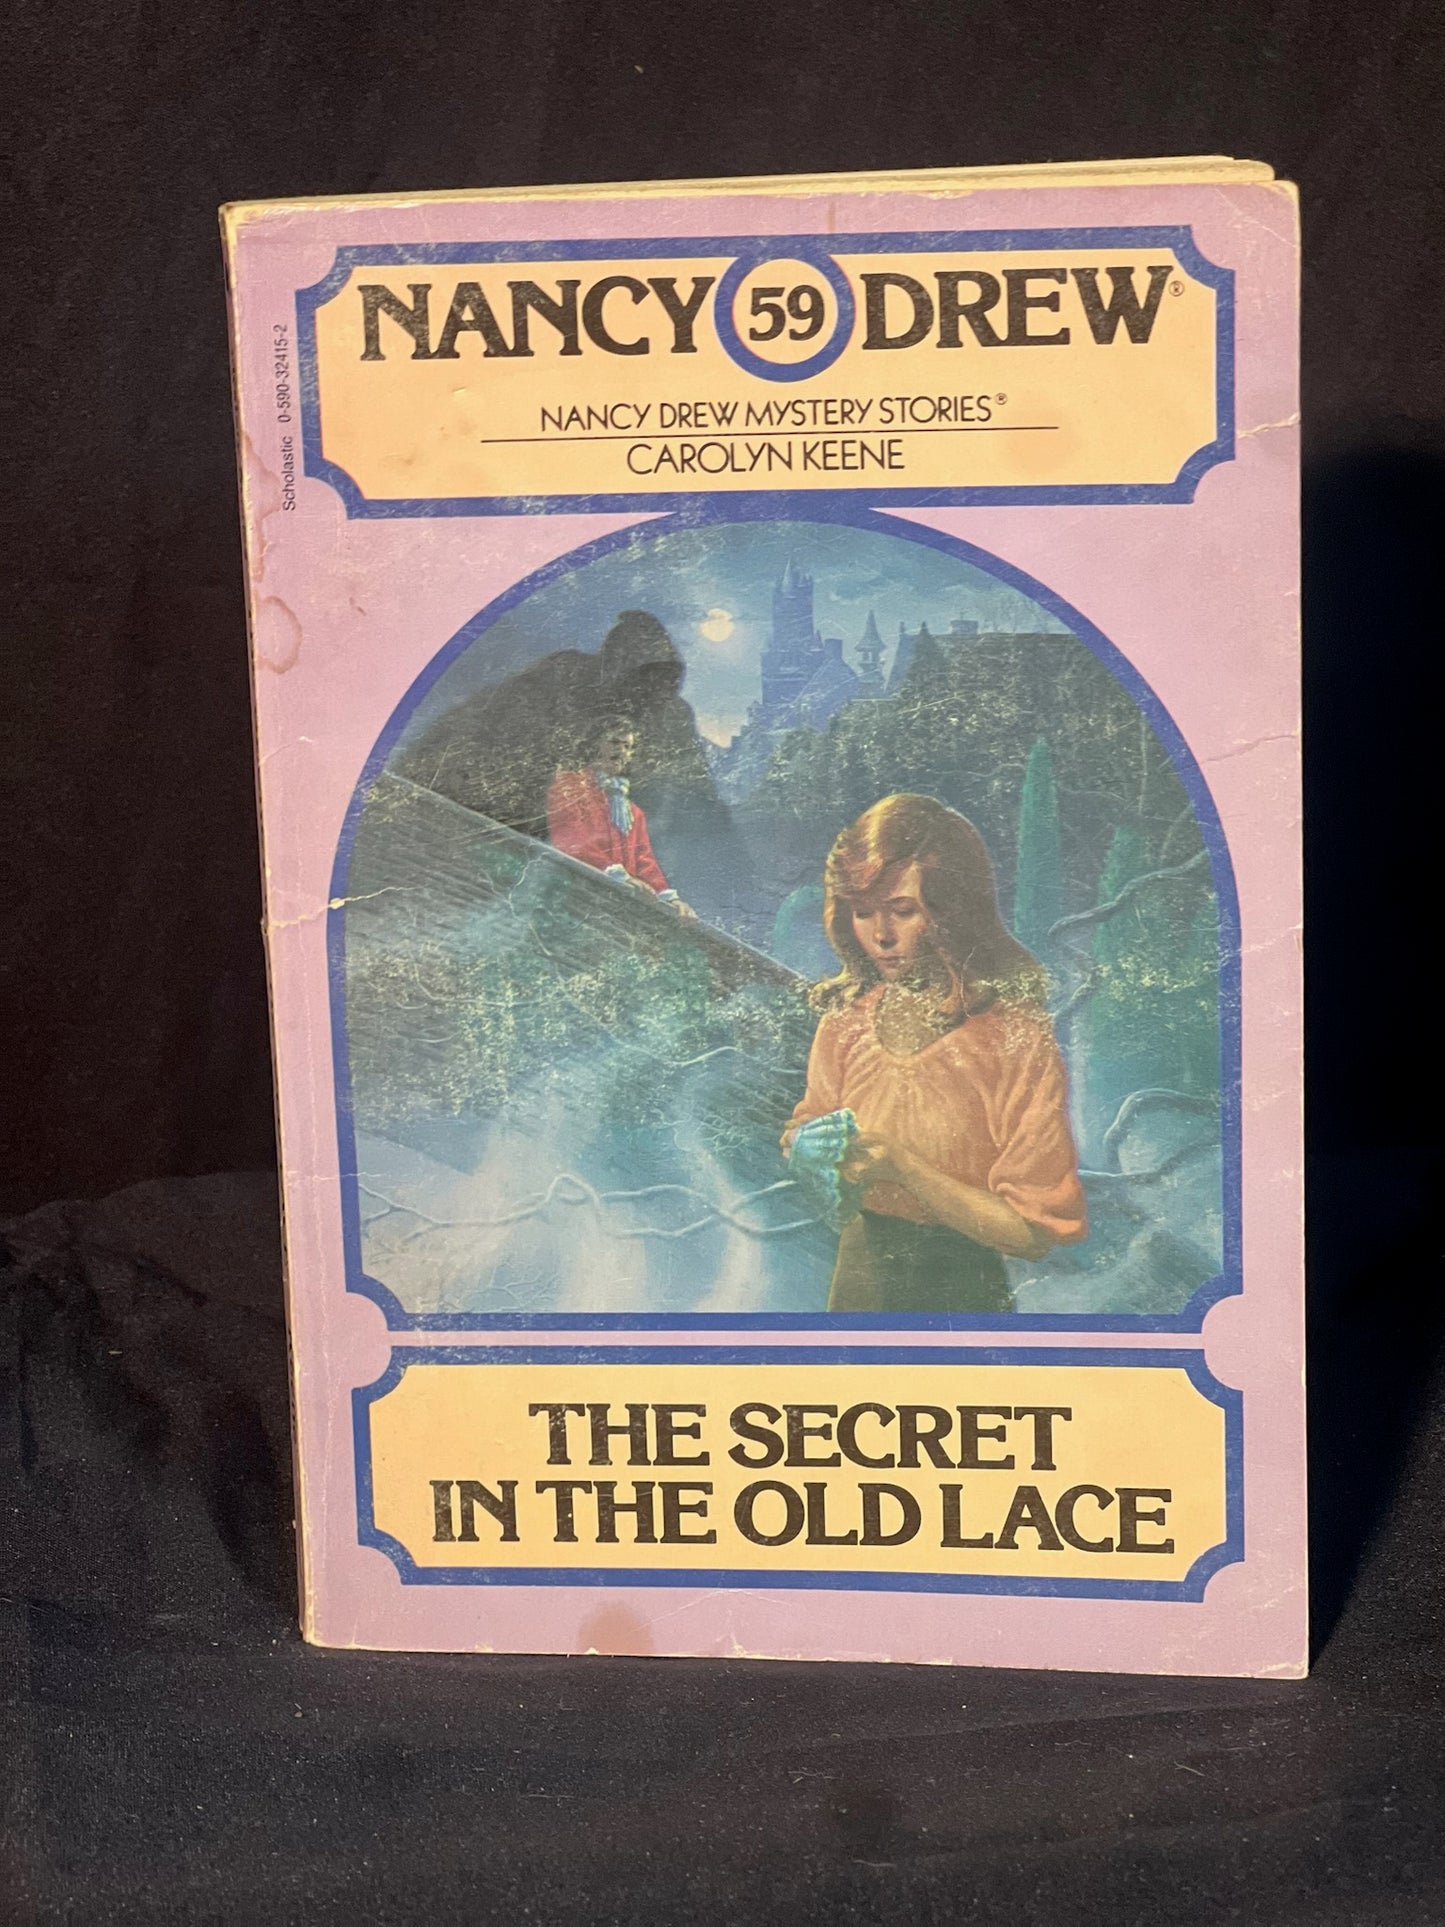 NANCY 59 DREW®
NANCY DREW MYSTERY STORIES®
CAROLYN KEENE
Scholastic 0-590-32415-2
THE SECRET
IN THE OLD LACE